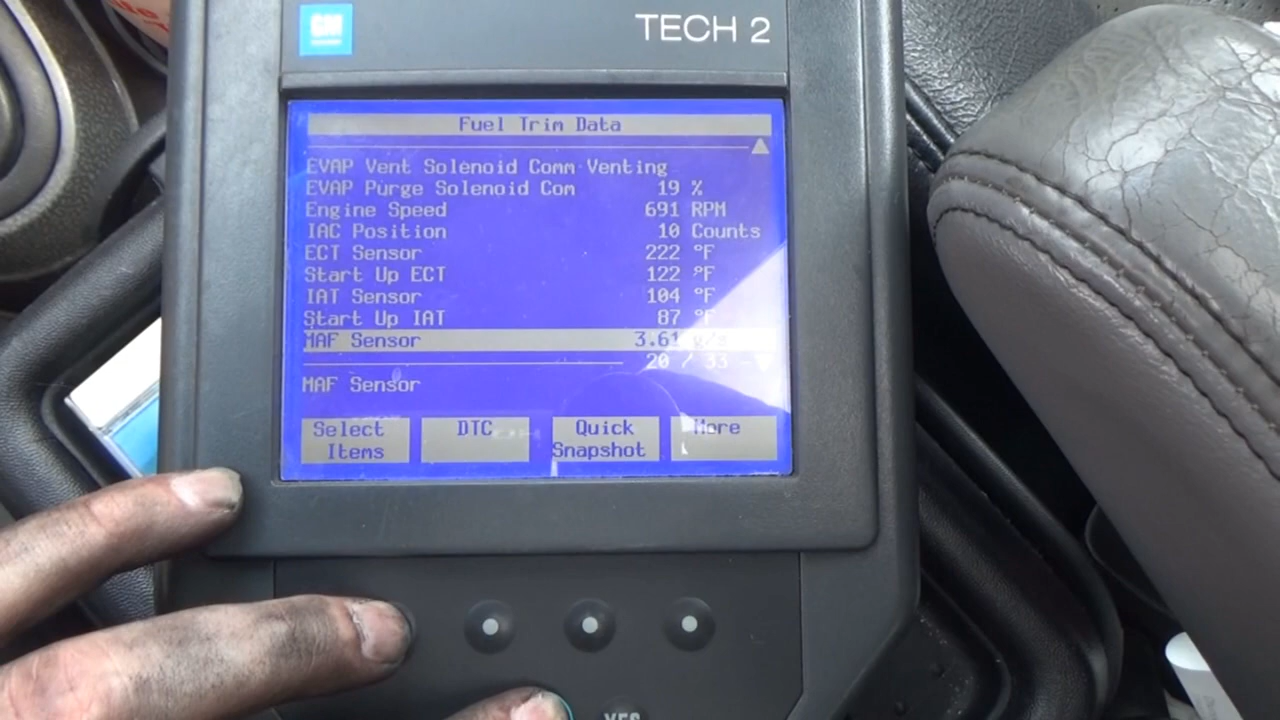 GM
TECH 2
Fuel Trim Data
EVAP Vent Solenoid Comm Venting
EVAP Purge Solenoid Com 19 %
Engine Speed 691 RPM
IAC Position 10 Counts
ECT Sensor 222 °F
Start Up ECT 122 °F
IAT Sensor 104 °F
Start Up IAT 87 °F
MAF Sensor 3.61 g/s
20 / 33
MAF Sensor
Select Items
DTC
Quick Snapshot
More
YES